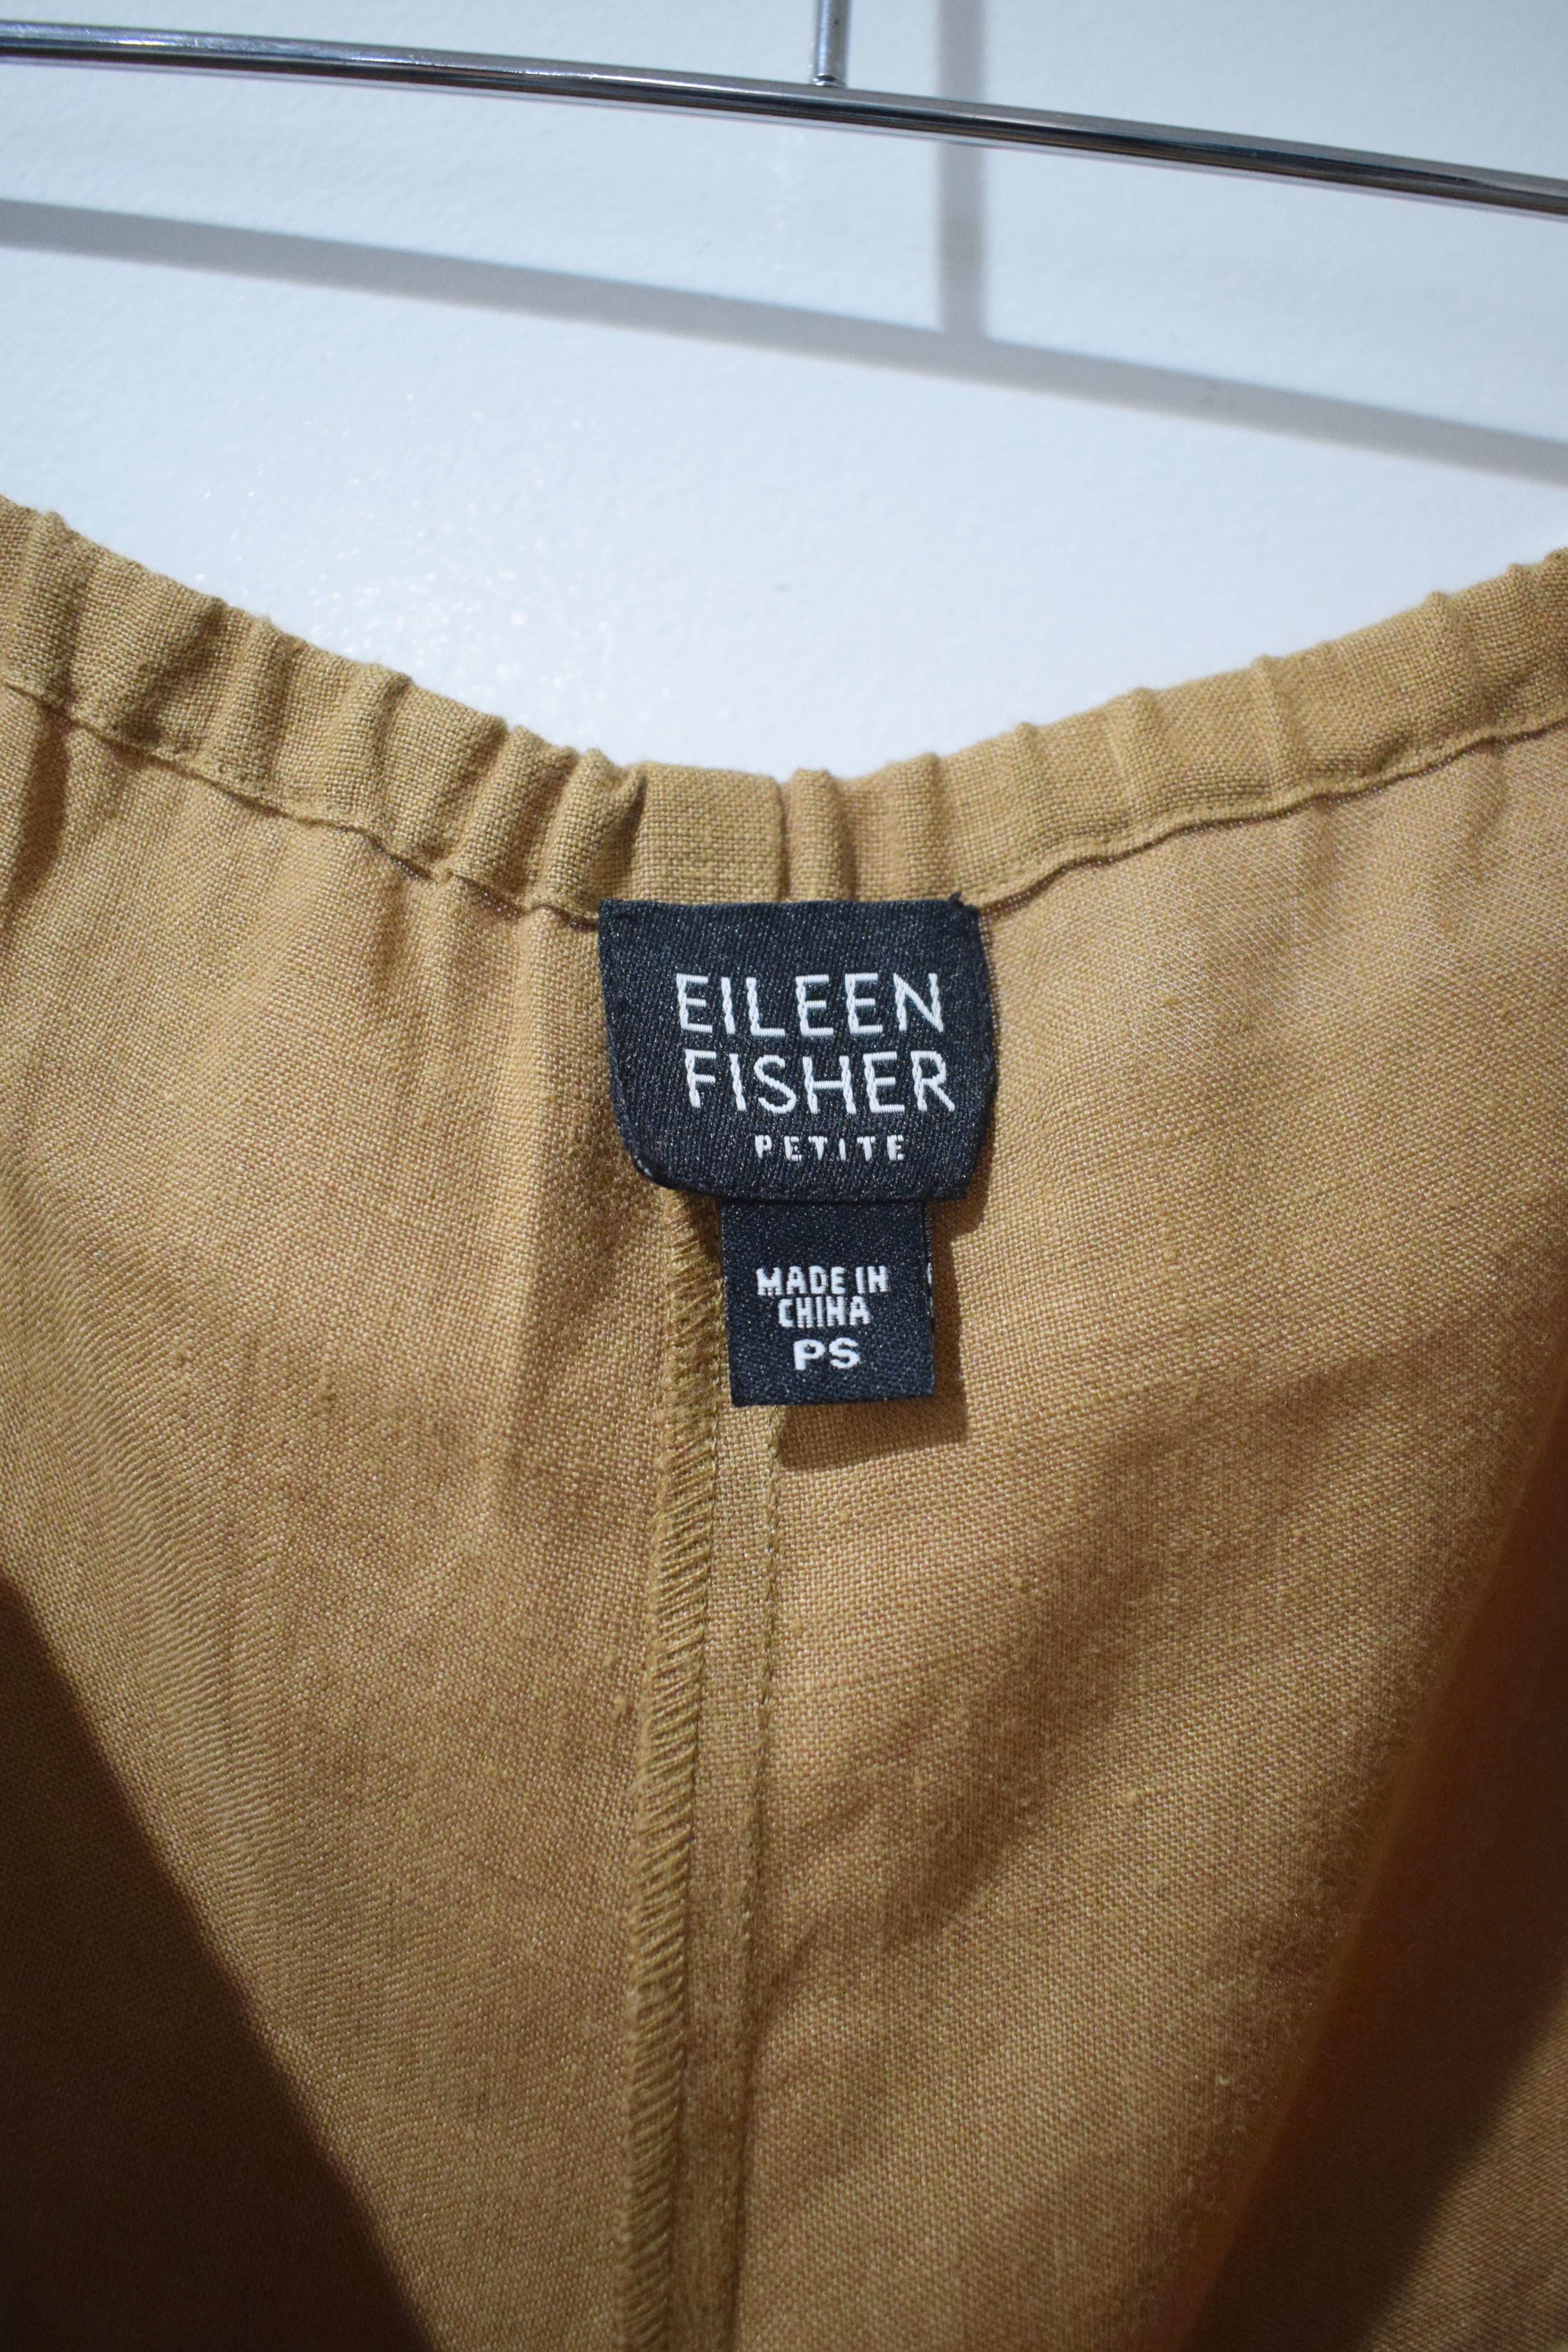 EILEEN
FISHER
PETITE
MADE IN
CHINA
PS